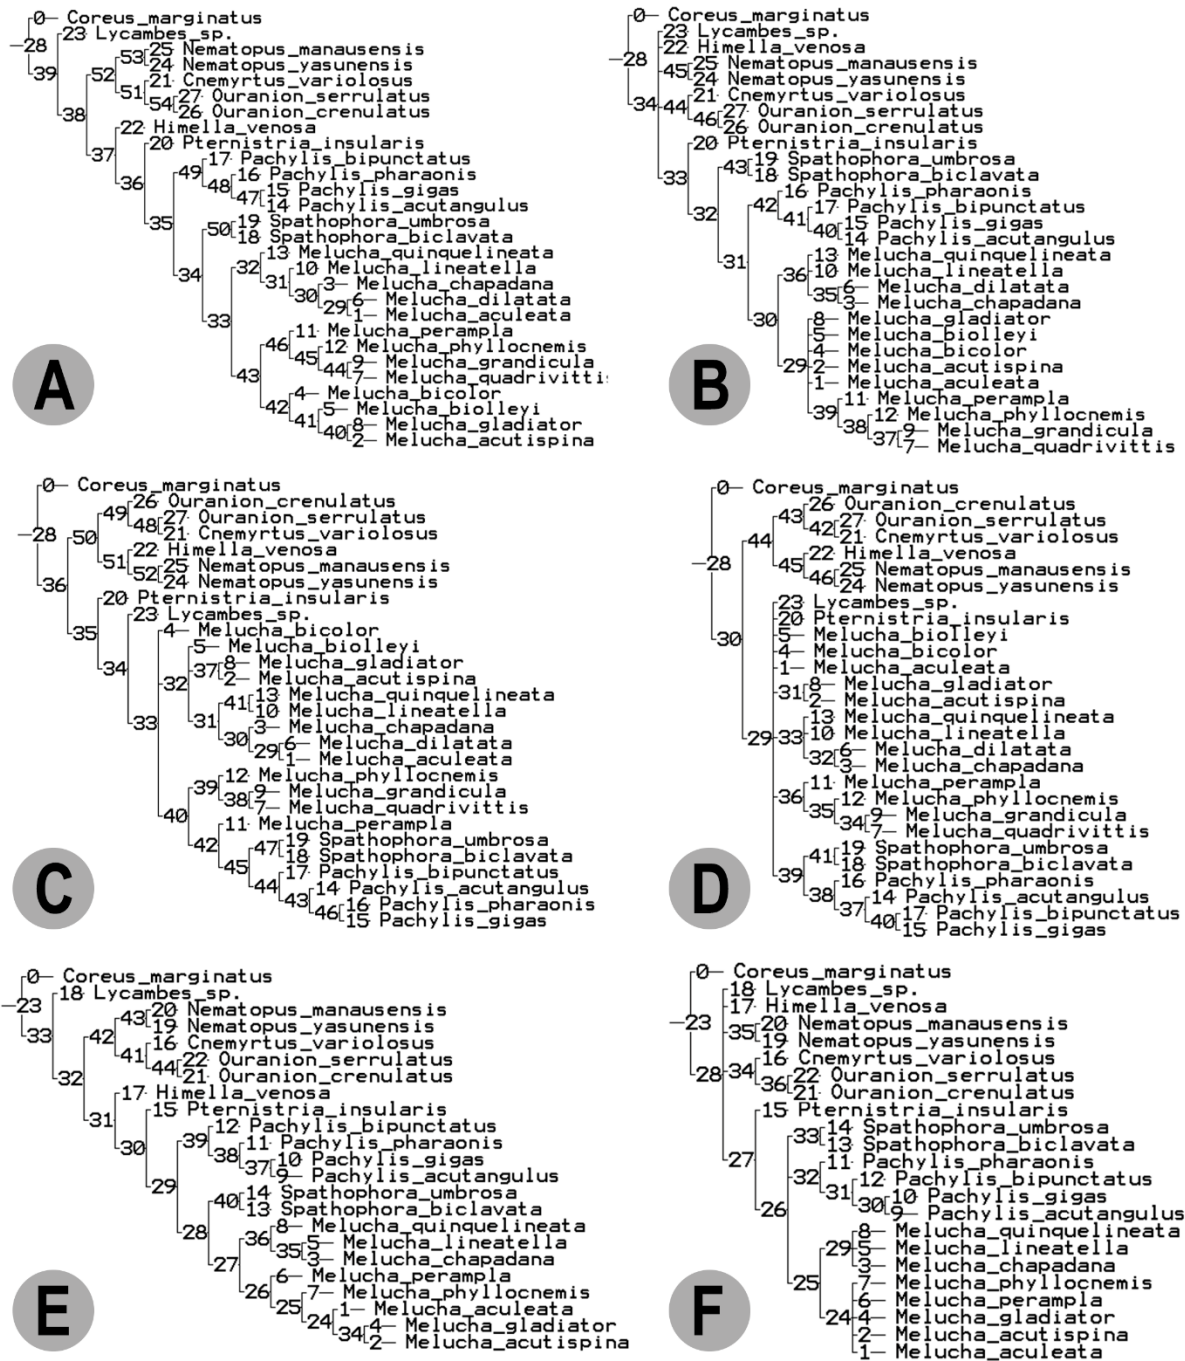 0 Coreus_marginatus
28
23 Lycambes_sp.
39
25 Nematopus_manausensis
53
24 Nematopus_yasunensis
52
21 Cnemyrtus_variolosus
51
27 Ouranion_serrulatus
54
26 Ouranion_crenulatus
38
22 Himella_venosa
37
20 Pternistria_insularis
36
17 Pachylis_bipunctatus
49
16 Pachylis_pharaonis
48
15 Pachylis_gigas
47
14 Pachylis_acutangulus
35
19 Spathophora_umbrosa
50
18 Spathophora_biclavata
34
13 Melucha_quinquelineata
32
10 Melucha_lineatella
31
3 Melucha_chapadana
30
6 Melucha_dilatata
29
1 Melucha_aculeata
33
11 Melucha_perampla
46
12 Melucha_phyllocnemis
45
9 Melucha_grandicula
44
7 Melucha_quadrivitti
43
4 Melucha_bicolor
42
5 Melucha_biolleyi
41
8 Melucha_gladiator
40
2 Melucha_acutispina
A
0 Coreus_marginatus
28
23 Lycambes_sp.
22 Himella_venosa
25 Nematopus_manausensis
45
24 Nematopus_yasunensis
34
21 Cnemyrtus_variolosus
44
27 Ouranion_serrulatus
46
26 Ouranion_crenulatus
20 Pternistria_insularis
33
19 Spathophora_umbrosa
43
18 Spathophora_biclavata
32
16 Pachylis_pharaonis
42
17 Pachylis_bipunctatus
41
15 Pachylis_gigas
40
14 Pachylis_acutangulus
31
13 Melucha_quinquelineata
36
10 Melucha_lineatella
6 Melucha_dilatata
35
3 Melucha_chapadana
30
8 Melucha_gladiator
5 Melucha_biolleyi
4 Melucha_bicolor
29
2 Melucha_acutispina
1 Melucha_aculeata
11 Melucha_perampla
39
12 Melucha_phyllocnemis
38
9 Melucha_grandicula
37
7 Melucha_quadrivittis
B
0 Coreus_marginatus
28
26 Ouranion_crenulatus
49
27 Ouranion_serrulatus
48
21 Cnemyrtus_variolosus
50
22 Himella_venosa
51
25 Nematopus_manausensis
52
24 Nematopus_yasunensis
36
20 Pternistria_insularis
35
23 Lycambes_sp.
34
4 Melucha_bicolor
5 Melucha_biolleyi
32
8 Melucha_gladiator
37
2 Melucha_acutispina
13 Melucha_quinquelineata
41
10 Melucha_lineatella
31
3 Melucha_chapadana
30
6 Melucha_dilatata
29
1 Melucha_aculeata
33
12 Melucha_phyllocnemis
39
9 Melucha_grandicula
38
7 Melucha_quadrivittis
40
11 Melucha_perampla
42
19 Spathophora_umbrosa
47
18 Spathophora_biclavata
45
17 Pachylis_bipunctatus
44
14 Pachylis_acutangulus
43
16 Pachylis_pharaonis
46
15 Pachylis_gigas
C
0 Coreus_marginatus
28
26 Ouranion_crenulatus
43
27 Ouranion_serrulatus
42
21 Cnemyrtus_variolosus
44
22 Himella_venosa
45
25 Nematopus_manausensis
46
24 Nematopus_yasunensis
30
23 Lycambes_sp.
20 Pternistria_insularis
5 Melucha_biolleyi
4 Melucha_bicolor
1 Melucha_aculeata
8 Melucha_gladiator
31
2 Melucha_acutispina
29
13 Melucha_quinquelineata
33
10 Melucha_lineatella
6 Melucha_dilatata
32
3 Melucha_chapadana
11 Melucha_perampla
36
12 Melucha_phyllocnemis
35
9 Melucha_grandicula
34
7 Melucha_quadrivittis
19 Spathophora_umbrosa
41
18 Spathophora_biclavata
39
16 Pachylis_pharaonis
38
14 Pachylis_acutangulus
37
17 Pachylis_bipunctatus
40
15 Pachylis_gigas
D
0 Coreus_marginatus
23
18 Lycambes_sp.
33
20 Nematopus_manausensis
43
19 Nematopus_yasunensis
42
16 Cnemyrtus_variolosus
41
22 Ouranion_serrulatus
44
21 Ouranion_crenulatus
32
17 Himella_venosa
31
15 Pternistria_insularis
30
12 Pachylis_bipunctatus
39
11 Pachylis_pharaonis
38
10 Pachylis_gigas
37
9 Pachylis_acutangulus
29
14 Spathophora_umbrosa
40
13 Spathophora_biclavata
28
8 Melucha_quinquelineata
36
5 Melucha_lineatella
35
3 Melucha_chapadana
27
6 Melucha_perampla
26
7 Melucha_phyllocnemis
25
1 Melucha_aculeata
24
4 Melucha_gladiator
34
2 Melucha_acutispina
E
0 Coreus_marginatus
23
18 Lycambes_sp.
17 Himella_venosa
20 Nematopus_manausensis
35
19 Nematopus_yasunensis
28
16 Cnemyrtus_variolosus
34
22 Ouranion_serrulatus
36
21 Ouranion_crenulatus
15 Pternistria_insularis
27
14 Spathophora_umbrosa
33
13 Spathophora_biclavata
11 Pachylis_pharaonis
32
12 Pachylis_bipunctatus
31
10 Pachylis_gigas
30
9 Pachylis_acutangulus
26
8 Melucha_quinquelineata
29
5 Melucha_lineatella
3 Melucha_chapadana
25
7 Melucha_phyllocnemis
6 Melucha_perampla
24
4 Melucha_gladiator
2 Melucha_acutispina
1 Melucha_aculeata
F